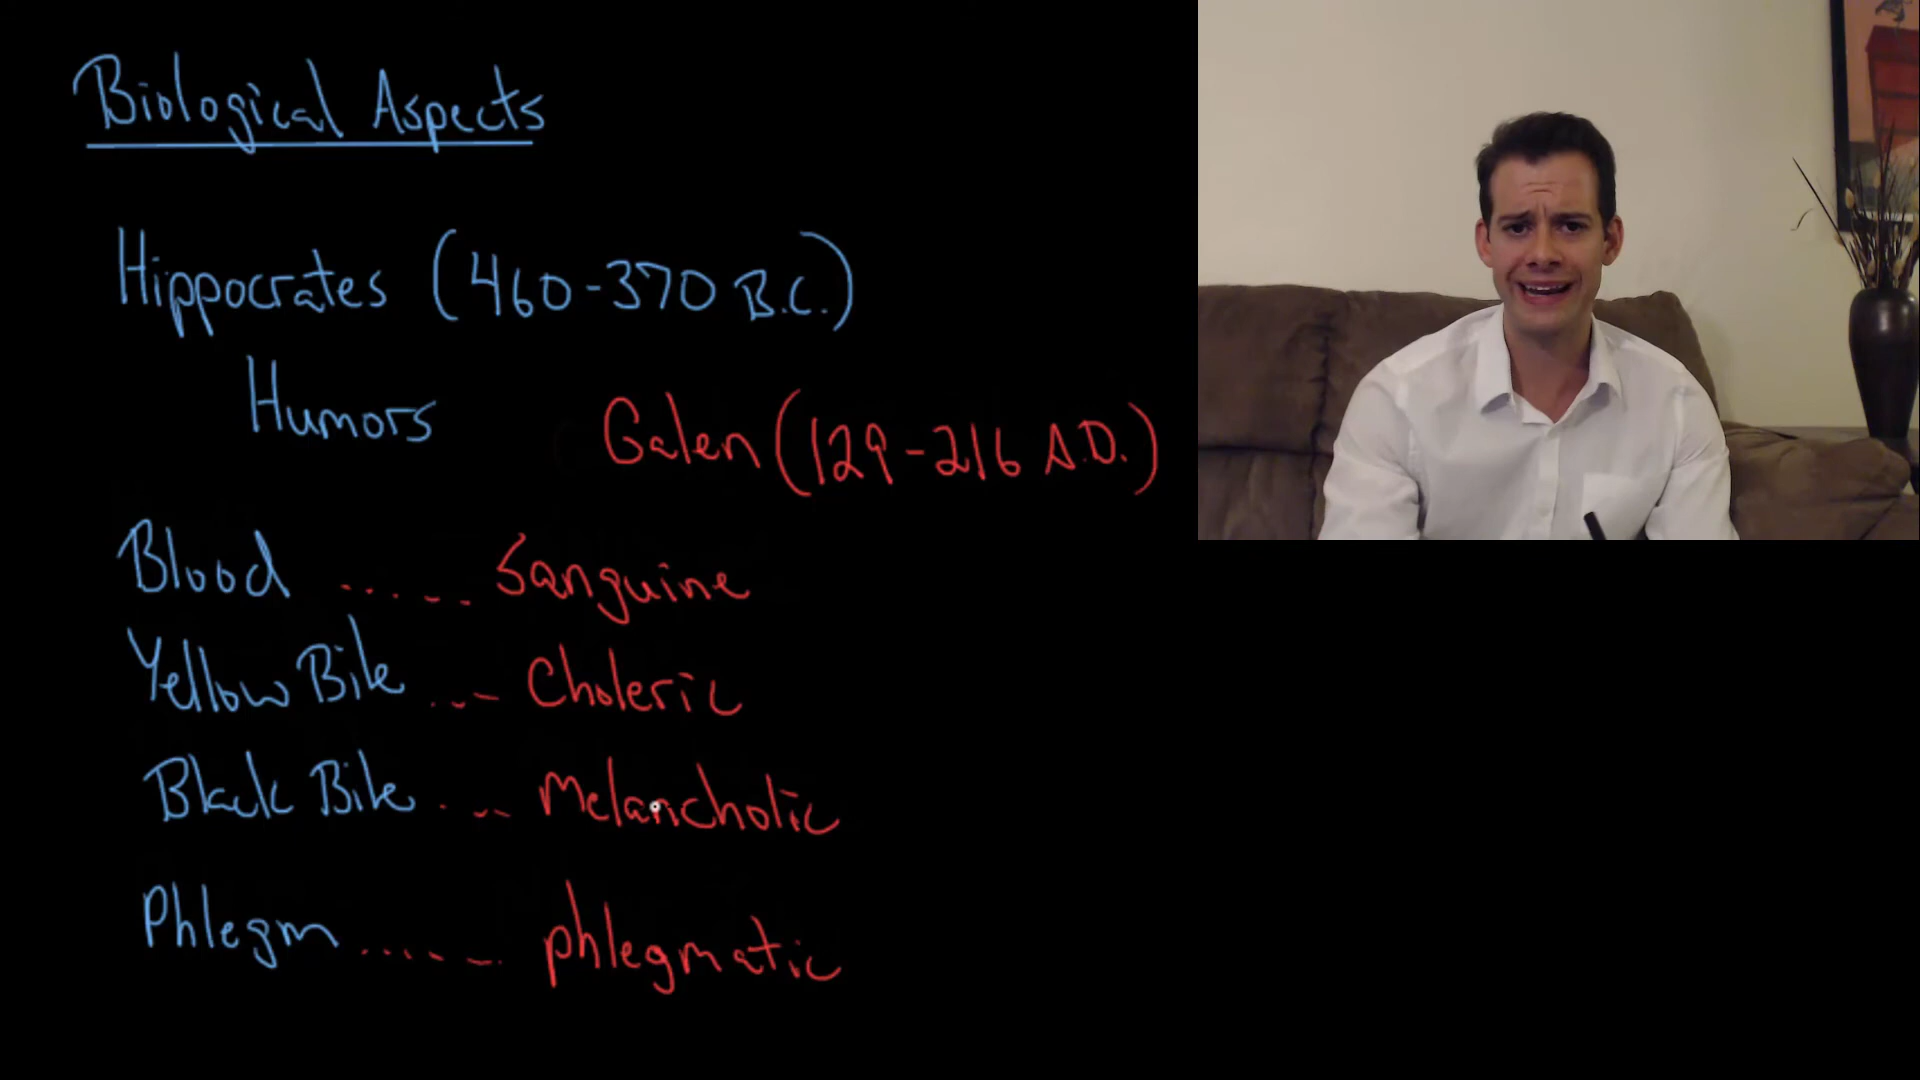 Biological Aspects
Hippocrates (460-370 B.C.)
Humors
Galen (129-216 A.D.)
Blood ..... Sanguine
Yellow Bile ... Choleric
Black Bile ... Melancholic
Phlegm ...... phlegmatic